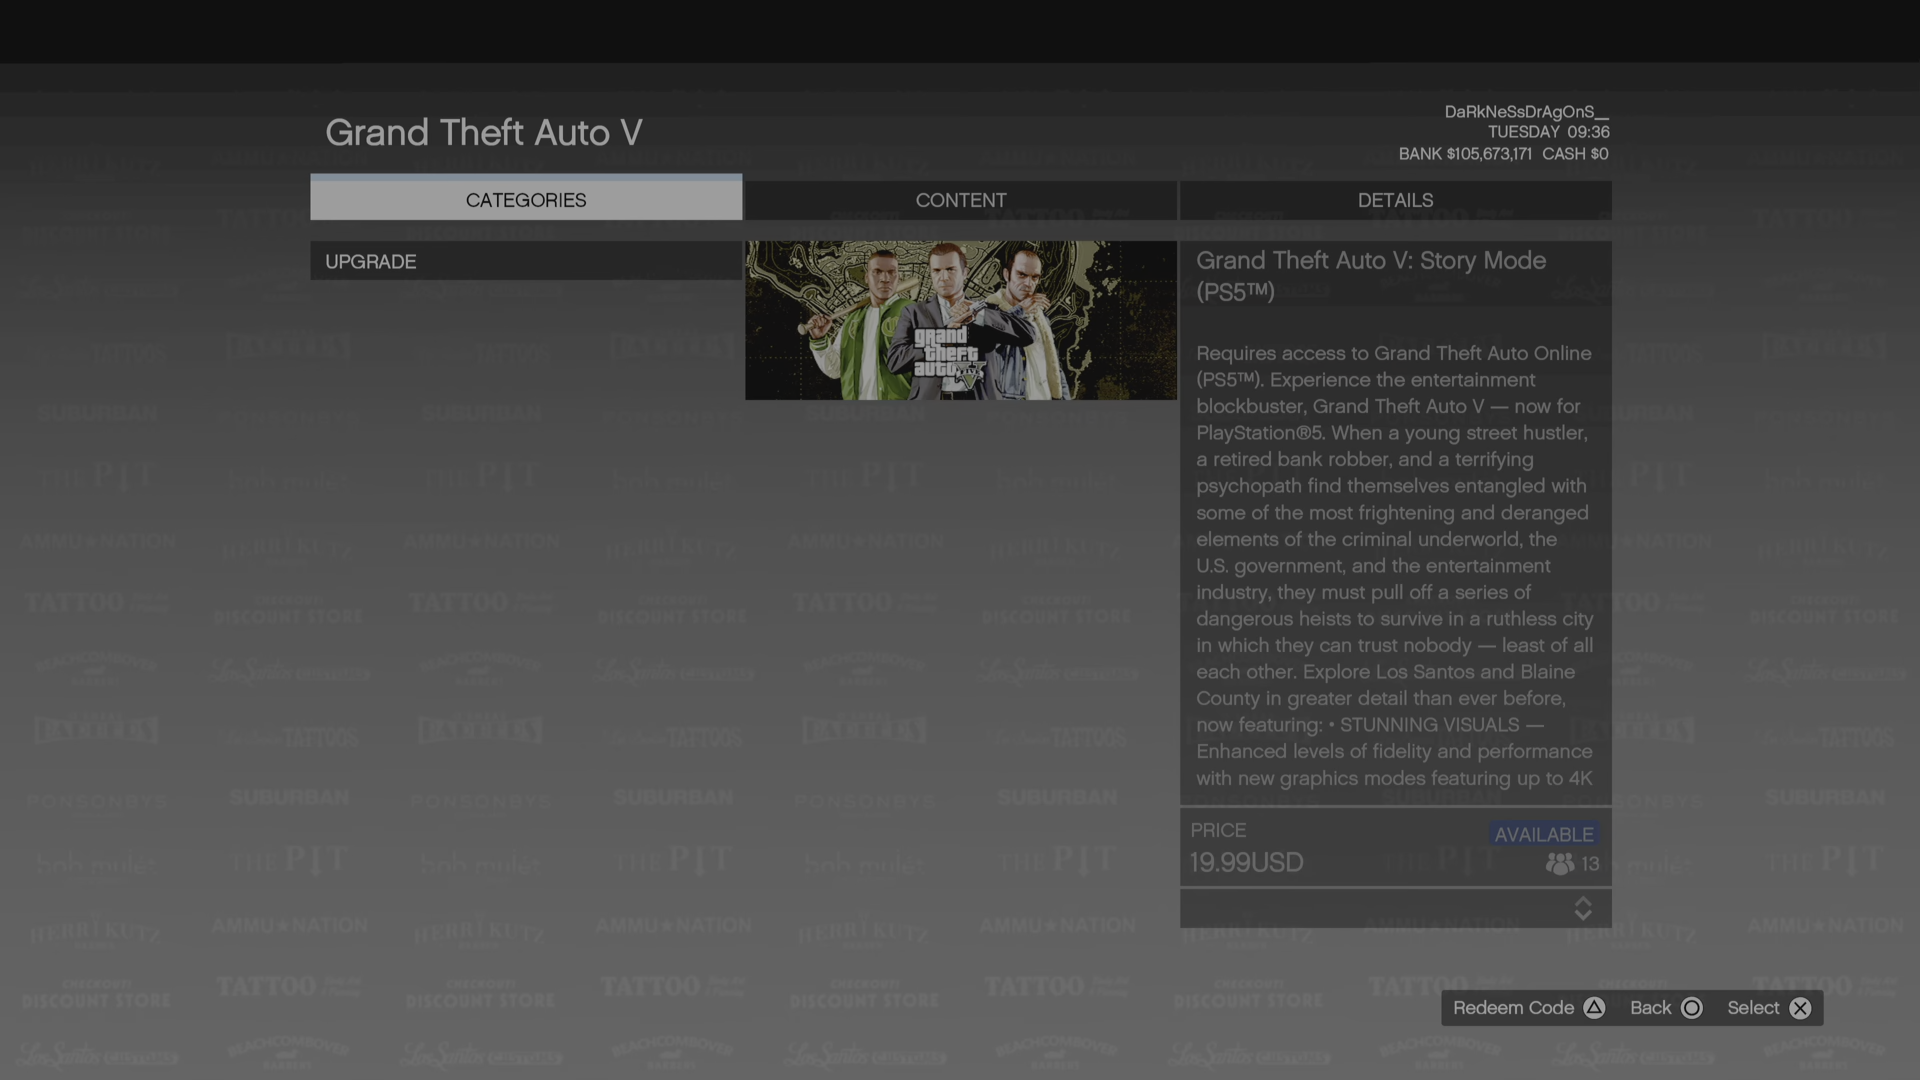 Grand Theft Auto V
DaRkNeSsDrAgOnS__
TUESDAY 09:36
BANK $105,673,171 CASH $0
CATEGORIES
CONTENT
DETAILS
UPGRADE
grand
theft
auto V
Grand Theft Auto V: Story Mode
(PS5™)
Requires access to Grand Theft Auto Online
(PS5™). Experience the entertainment
blockbuster, Grand Theft Auto V — now for
PlayStation®5. When a young street hustler,
a retired bank robber, and a terrifying
psychopath find themselves entangled with
some of the most frightening and deranged
elements of the criminal underworld, the
U.S. government, and the entertainment
industry, they must pull off a series of
dangerous heists to survive in a ruthless city
in which they can trust nobody — least of all
each other. Explore Los Santos and Blaine
County in greater detail than ever before,
now featuring: • STUNNING VISUALS —
Enhanced levels of fidelity and performance
with new graphics modes featuring up to 4K
PRICE
AVAILABLE
19.99USD
13
Redeem Code Back Select